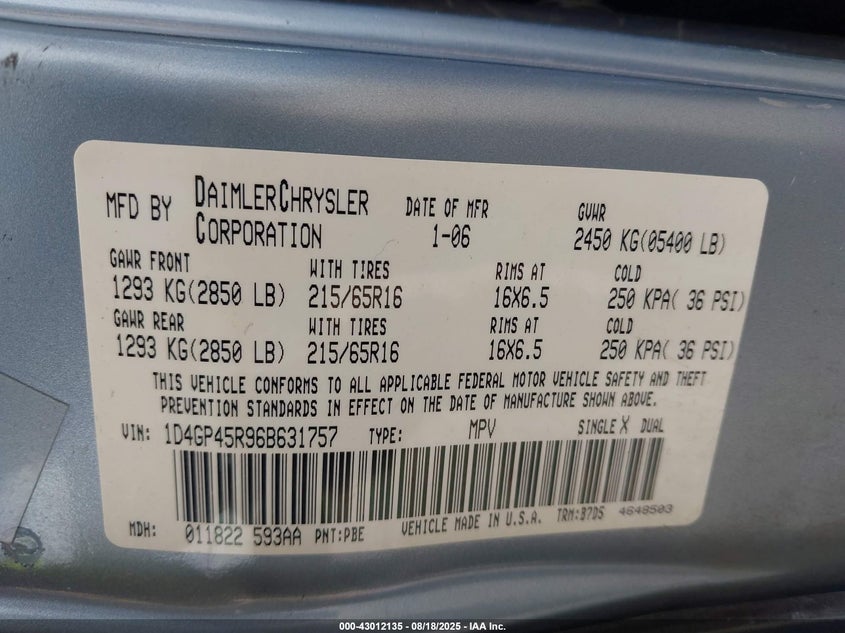 MFD BY DAIMLERCHRYSLER CORPORATION DATE OF MFR 1-06 GVWR 2450 KG(05400 LB)
GAWR FRONT WITH TIRES RIMS AT COLD
1293 KG(2850 LB) 215/65R16 16X6.5 250 KPA( 36 PSI)
GAWR REAR WITH TIRES RIMS AT COLD
1293 KG(2850 LB) 215/65R16 16X6.5 250 KPA( 36 PSI)
THIS VEHICLE CONFORMS TO ALL APPLICABLE FEDERAL MOTOR VEHICLE SAFETY AND THEFT
PREVENTION STANDARDS IN EFFECT ON THE DATE OF MANUFACTURE SHOWN ABOVE.
VIN: 1D4GP45R96B631757 TYPE: MPV SINGLE X DUAL
MDH: 011822 593AA PNT:PBE VEHICLE MADE IN U.S.A. TRM:B7D5 4648503
000-43012135 - 08/18/2025 - IAA Inc.